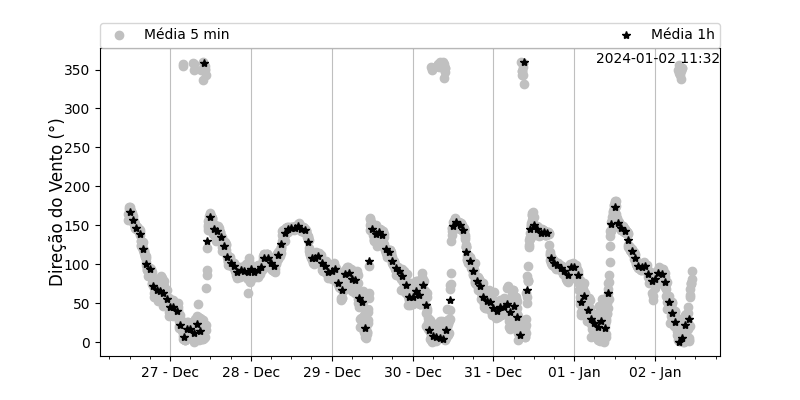 Média 5 min
Média 1h
2024-01-02 11:32
Direção do Vento (°)
350
300
250
200
150
100
50
0
27 - Dec
28 - Dec
29 - Dec
30 - Dec
31 - Dec
01 - Jan
02 - Jan